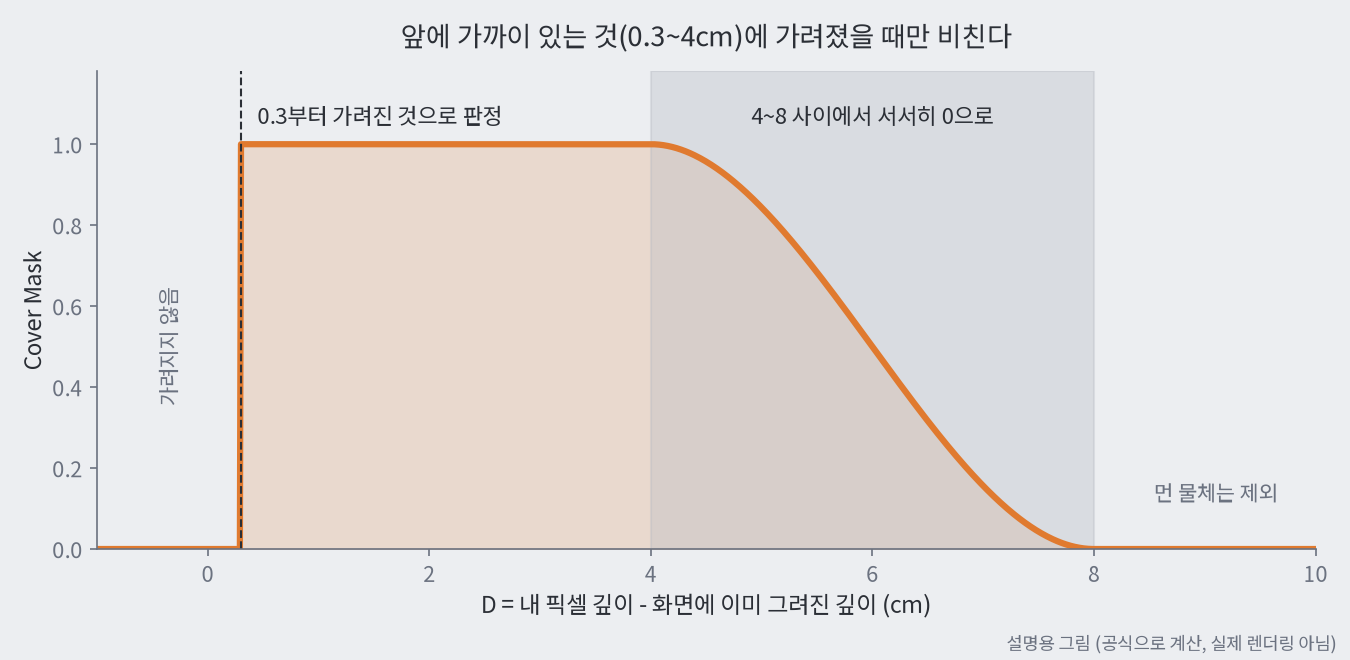 앞에 가까이 있는 것(0.3~4cm)에 가려졌을 때만 비친다
0.3부터 가려진 것으로 판정
4~8 사이에서 서서히 0으로
1.0
0.8
0.6
0.4
0.2
0.0
Cover Mask
가려지지 않음
먼 물체는 제외
0 2 4 6 8 10
D = 내 픽셀 깊이 - 화면에 이미 그려진 깊이 (cm)
설명용 그림 (공식으로 계산, 실제 렌더링 아님)